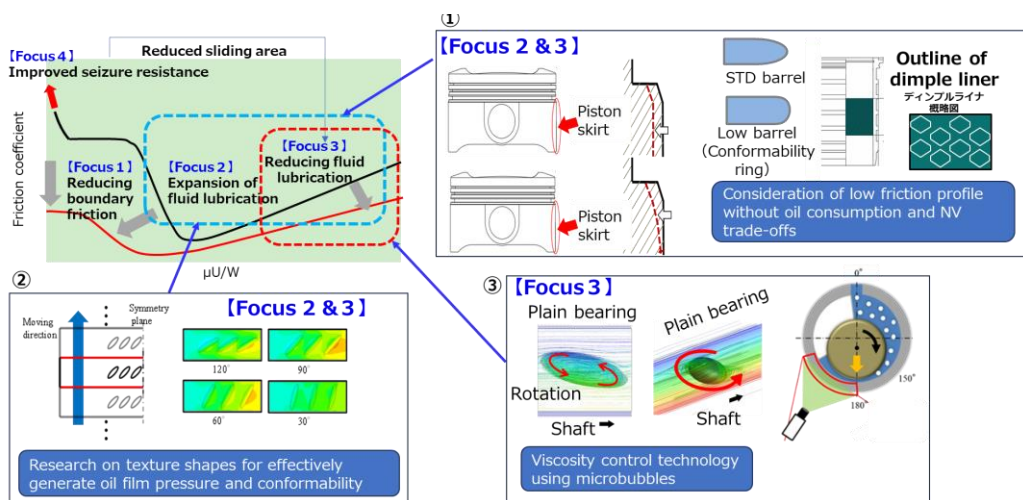 【Focus 4】
Improved seizure resistance
Reduced sliding area
Friction coefficient
【Focus 1】
Reducing
boundary
friction
【Focus 2】
Expansion of
fluid lubrication
【Focus 3】
Reducing fluid
lubrication
μU/W
①
【Focus 2 & 3】
Piston
skirt
Piston
skirt
STD barrel
Low barrel
(Conformability
ring)
Outline of
dimple liner
ディンプルライナ
概略図
Consideration of low friction profile
without oil consumption and NV
trade-offs
②
【Focus 2 & 3】
Moving
direction
Symmetry
plane
120°
90°
60°
30°
Research on texture shapes for effectively
generate oil film pressure and conformability
③
【Focus 3】
Plain bearing
Rotation
Shaft
Plain bearing
Shaft
0°
150°
180°
Viscosity control technology
using microbubbles